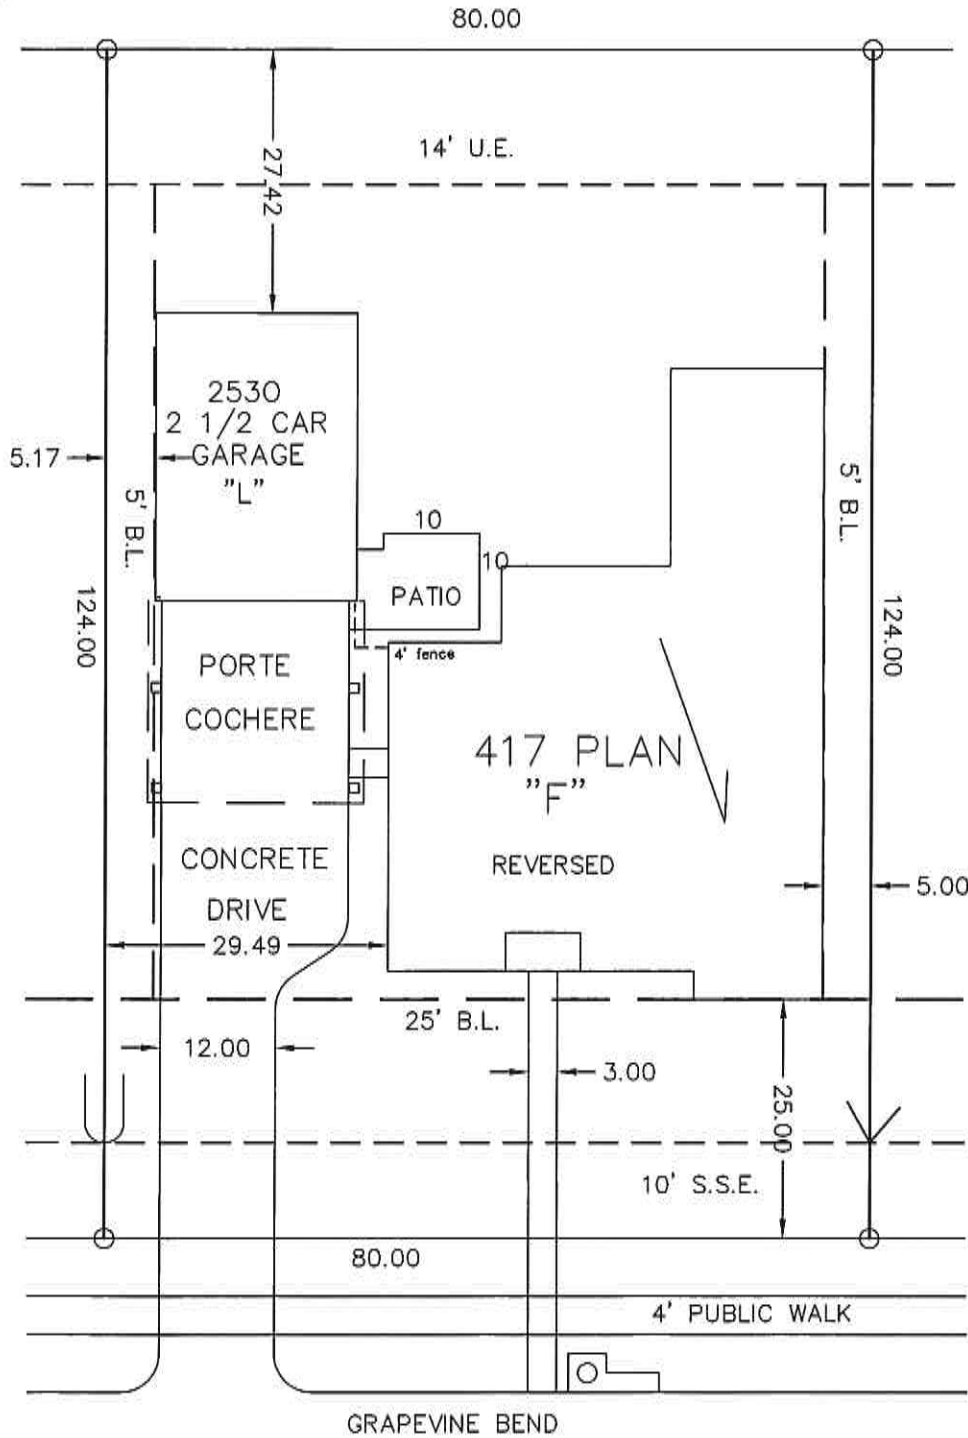 80.00
27.42
14' U.E.
2530
2 1/2 CAR
GARAGE
"L"
5.17
5' B.L.
5' B.L.
10
10
PATIO
124.00
124.00
4' fence
PORTE
COCHERE
417 PLAN
"F"
REVERSED
CONCRETE
DRIVE
5.00
29.49
25' B.L.
12.00
3.00
25.00
10' S.S.E.
80.00
4' PUBLIC WALK
GRAPEVINE BEND